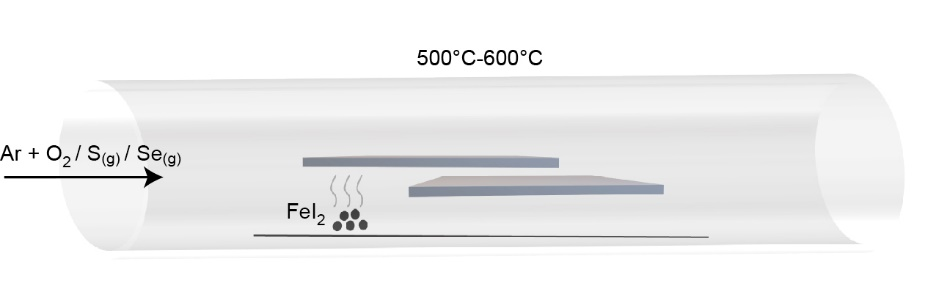 500°C-600°C
Ar + O₂ / S₍g₎ / Se₍g₎
FeI₂